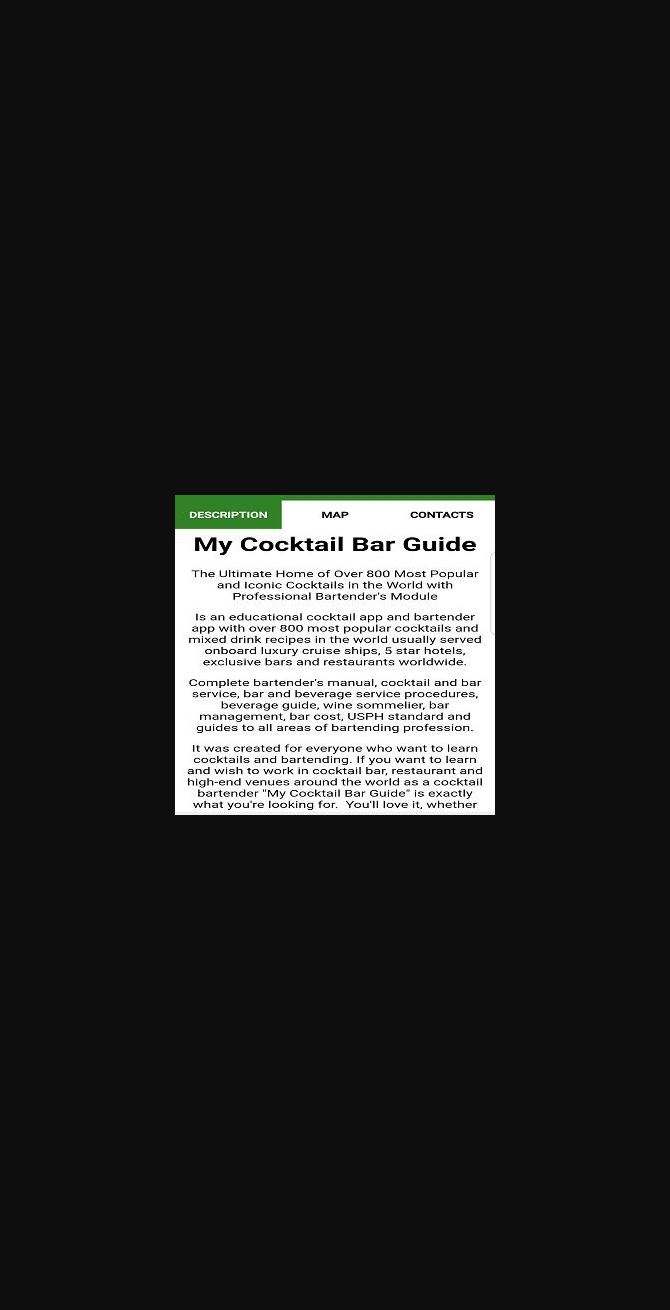 DESCRIPTION MAP CONTACTS
My Cocktail Bar Guide
The Ultimate Home of Over 800 Most Popular
and Iconic Cocktails in the World with
Professional Bartender's Module
Is an educational cocktail app and bartender
app with over 800 most popular cocktails and
mixed drink recipes in the world usually served
onboard luxury cruise ships, 5 star hotels,
exclusive bars and restaurants worldwide.
Complete bartender's manual, cocktail and bar
service, bar and beverage service procedures,
beverage guide, wine sommelier, bar
management, bar cost, USPH standard and
guides to all areas of bartending profession.
It was created for everyone who want to learn
cocktails and bartending. If you want to learn
and wish to work in cocktail bar, restaurant and
high-end venues around the world as a cocktail
bartender "My Cocktail Bar Guide" is exactly
what you're looking for.  You'll love it, whether